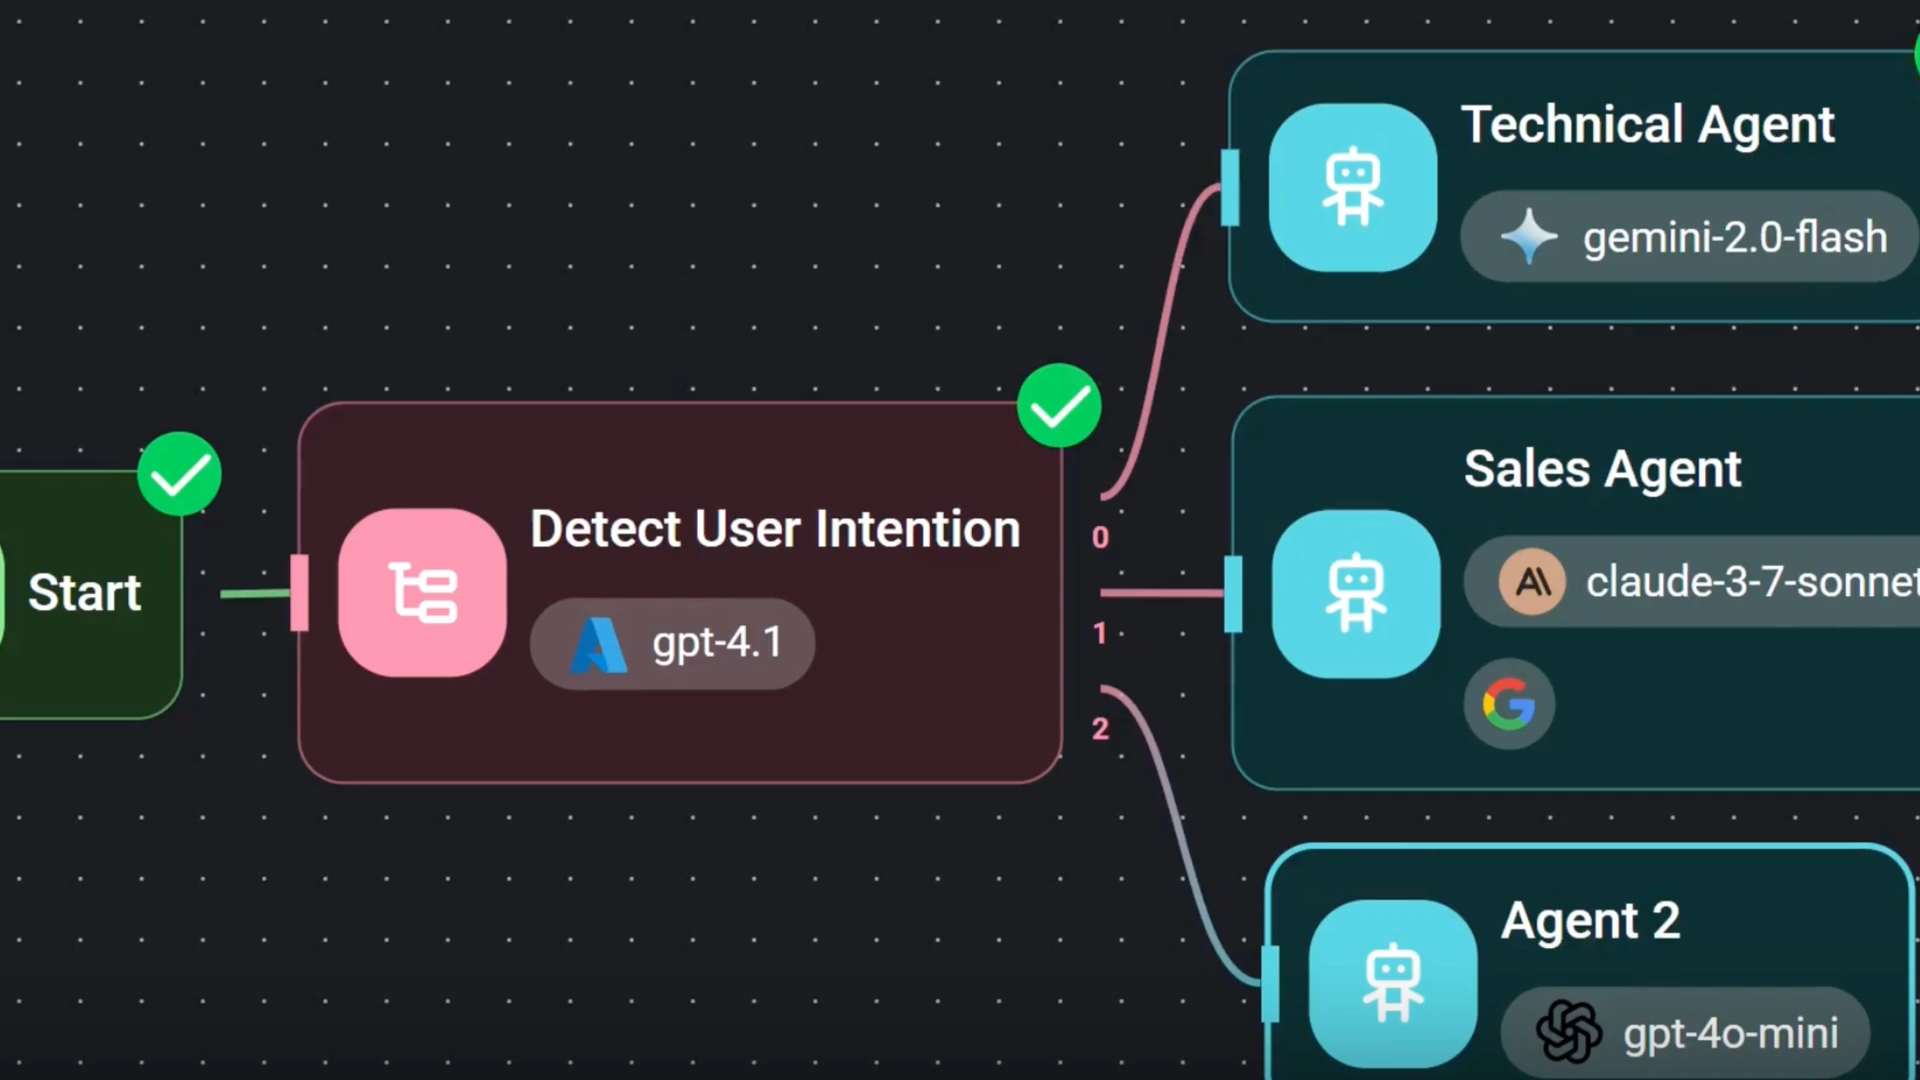 Technical Agent
gemini-2.0-flash
Start
Detect User Intention
gpt-4.1
0
1
2
Sales Agent
claude-3-7-sonnet
Agent 2
gpt-4o-mini